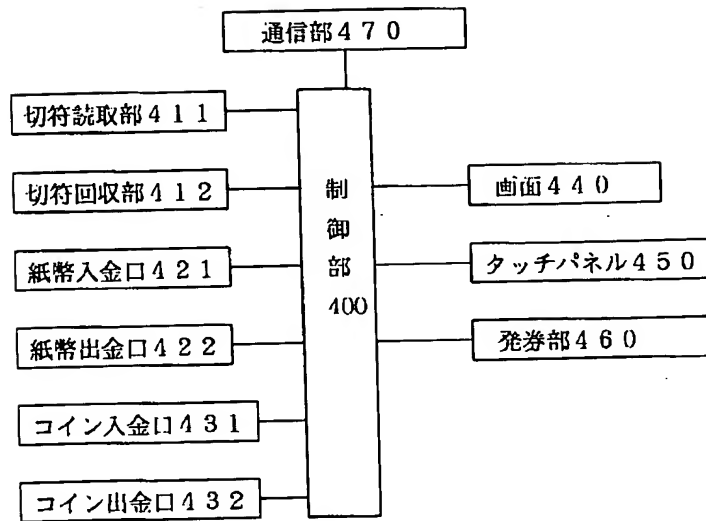 通信部４７０
切符読取部４１１
切符回収部４１２
紙幣入金口４２１
紙幣出金口４２２
コイン入金口４３１
コイン出金口４３２
制
御
部
400
画面４４０
タッチパネル４５０
発券部４６０